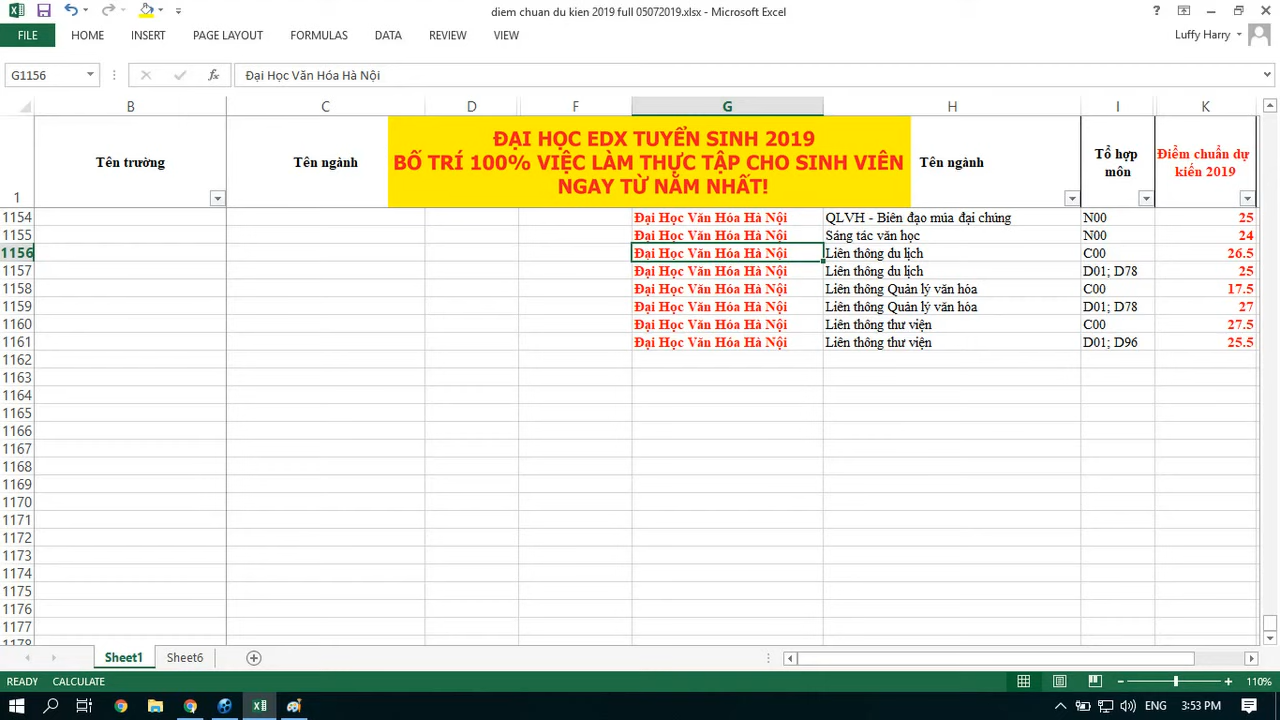 diem chuan du kien 2019 full 05072019.xlsx - Microsoft Excel
FILE HOME INSERT PAGE LAYOUT FORMULAS DATA REVIEW VIEW Luffy Harry
G1156 fx Đại Học Văn Hóa Hà Nội
B C D F G H I K
1 Tên trường Tên ngành Tên ngành Tổ hợp môn Điểm chuẩn dự kiến 2019
ĐẠI HỌC EDX TUYỂN SINH 2019
BỐ TRÍ 100% VIỆC LÀM THỰC TẬP CHO SINH VIÊN
NGAY TỪ NĂM NHẤT!
1154 Đại Học Văn Hóa Hà Nội QLVH - Biên đạo múa đại chúng N00 25
1155 Đại Học Văn Hóa Hà Nội Sáng tác văn học N00 24
1156 Đại Học Văn Hóa Hà Nội Liên thông du lịch C00 26.5
1157 Đại Học Văn Hóa Hà Nội Liên thông du lịch D01; D78 25
1158 Đại Học Văn Hóa Hà Nội Liên thông Quản lý văn hóa C00 17.5
1159 Đại Học Văn Hóa Hà Nội Liên thông Quản lý văn hóa D01; D78 27
1160 Đại Học Văn Hóa Hà Nội Liên thông thư viện C00 27.5
1161 Đại Học Văn Hóa Hà Nội Liên thông thư viện D01; D96 25.5
1162
1163
1164
1165
1166
1167
1168
1169
1170
1171
1172
1173
1174
1175
1176
1177
1178
Sheet1 Sheet6
READY CALCULATE 110%
ENG 3:53 PM